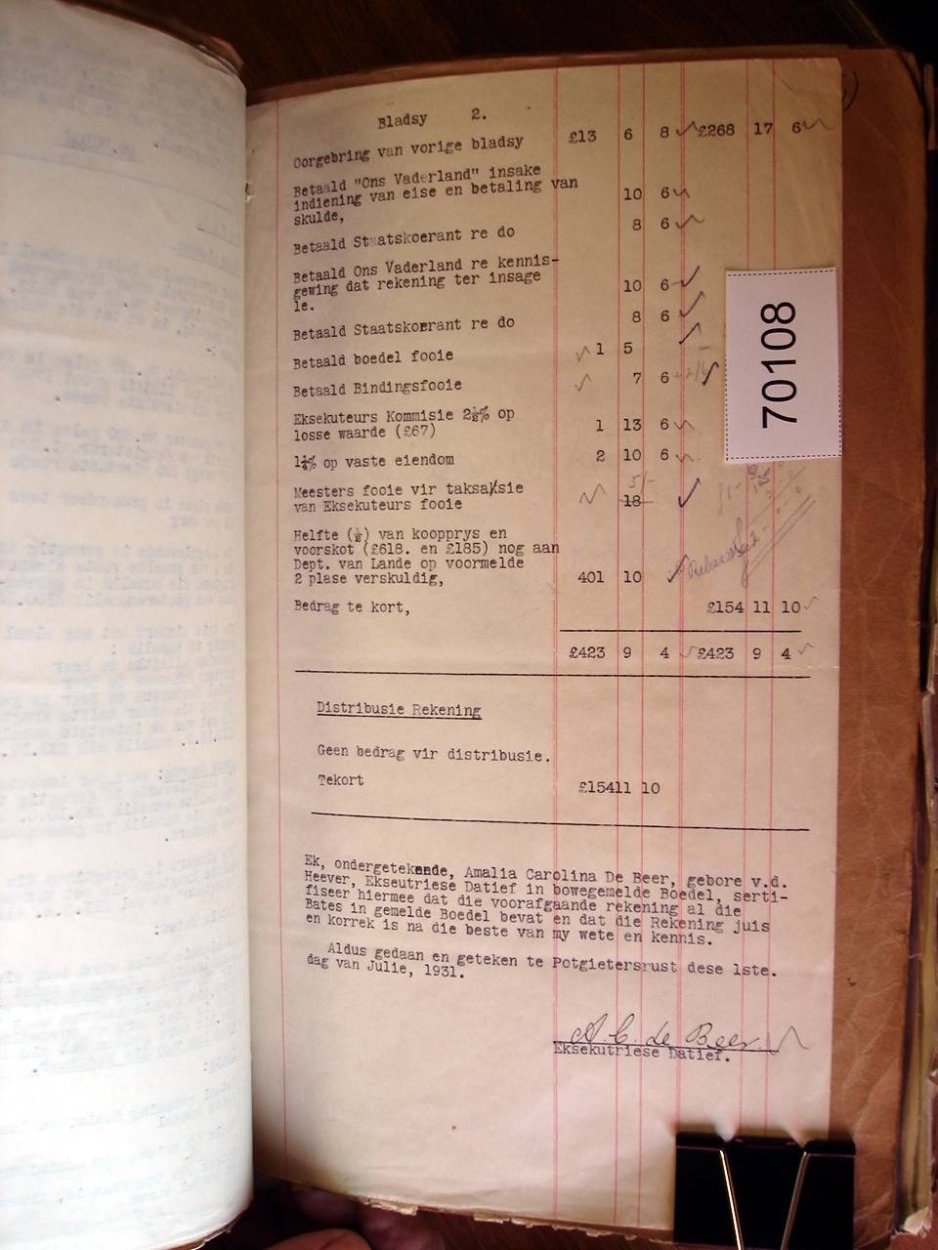 Bladsy 2.
Oorgebring van vorige bladsy £13 6 8 £268 17 6
Betaald "Ons Vaderland" insake
indiening van eise en betaling van
skulde, 10 6
Betaald Staatskoerant re do 8 6
Betaald Ons Vaderland re kennis-
gewing dat rekening ter insage
le. 10 6
Betaald Staatskoerant re do 8 6
Betaald boedel fooie 1 5
Betaald Bindingsfooie 7 6
Eksekuteurs Kommisie 2½% op
losse waarde (£67) 1 13 6
1¼% op vaste eiendom 2 10 6
5/-
Meesters fooie vir taksaksie
van Eksekuteurs fooie 18
Helfte (½) van koopprys en
voorskot (£618. en £185) nog aan
Dept. van Lande op voormelde
2 plase verskuldig, 401 10
Bedrag te kort, £154 11 10
£423 9 4 £423 9 4
Distribusie Rekening
Geen bedrag vir distribusie.
Tekort £154 11 10
Ek, ondergetekende, Amalia Carolina De Beer, gebore v.d.
Heever, Ekseutriese Datief in bowegemelde Boedel, serti-
fiseer hiermee dat die voorafgaande rekening al die
Bates in gemelde Boedel bevat en dat die Rekening juis
en korrek is na die beste van my wete en kennis.
Aldus gedaan en geteken te Potgietersrust dese 1ste.
dag van Julie, 1931.
A. C. de Beer.
Eksekutriese Datief.
70108